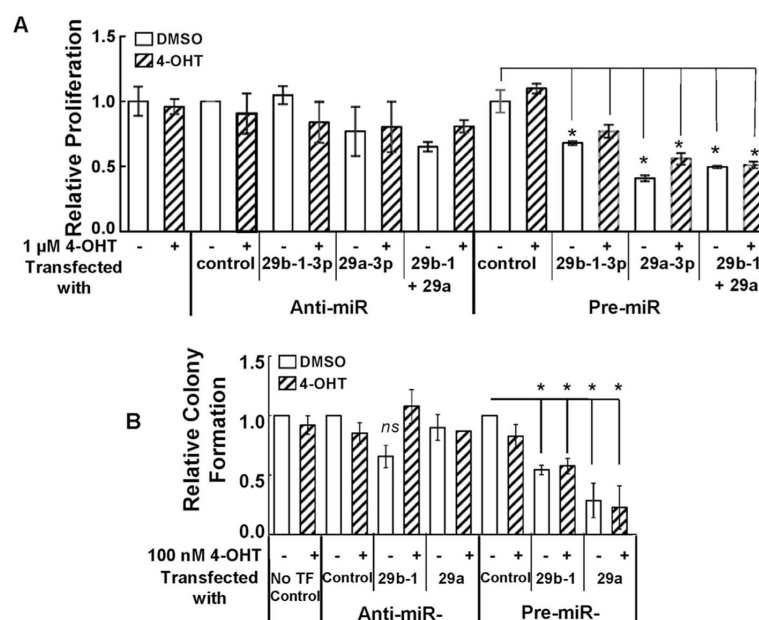 A
Relative Proliferation
1.5
1.0
0.5
0.0
DMSO
4-OHT
* * * * *
1 µM 4-OHT - + - + - + - + - + - + - + - + - +
Transfected with
control 29b-1-3p 29a-3p 29b-1 + 29a control 29b-1-3p 29a-3p 29b-1 + 29a
Anti-miR Pre-miR
B
Relative Colony Formation
1.5
1.0
0.5
0.0
DMSO
4-OHT
ns
* * * *
100 nM 4-OHT - + - + - + - + - + - + - +
Transfected with
No TF Control Control 29b-1 29a Control 29b-1 29a
Anti-miR- Pre-miR-